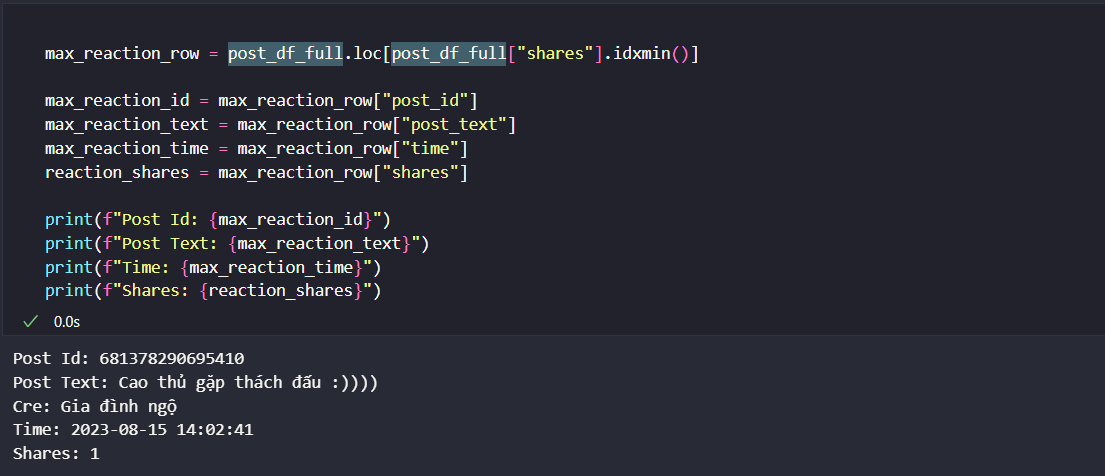 max_reaction_row = post_df_full.loc[post_df_full["shares"].idxmin()]
max_reaction_id = max_reaction_row["post_id"]
max_reaction_text = max_reaction_row["post_text"]
max_reaction_time = max_reaction_row["time"]
reaction_shares = max_reaction_row["shares"]
print(f"Post Id: {max_reaction_id}")
print(f"Post Text: {max_reaction_text}")
print(f"Time: {max_reaction_time}")
print(f"Shares: {reaction_shares}")
0.0s
Post Id: 681378290695410
Post Text: Cao thủ gặp thách đấu :))))
Cre: Gia đình ngộ
Time: 2023-08-15 14:02:41
Shares: 1